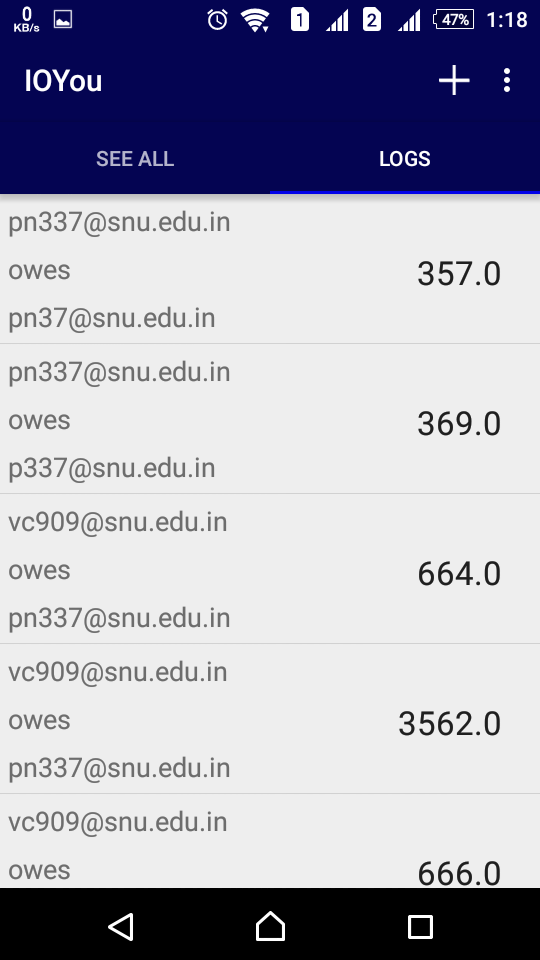 0
KB/s
1
2
47%
1:18
IOYou
SEE ALL
LOGS
pn337@snu.edu.in
owes
357.0
pn37@snu.edu.in
pn337@snu.edu.in
owes
369.0
p337@snu.edu.in
vc909@snu.edu.in
owes
664.0
pn337@snu.edu.in
vc909@snu.edu.in
owes
3562.0
pn337@snu.edu.in
vc909@snu.edu.in
owes
666.0